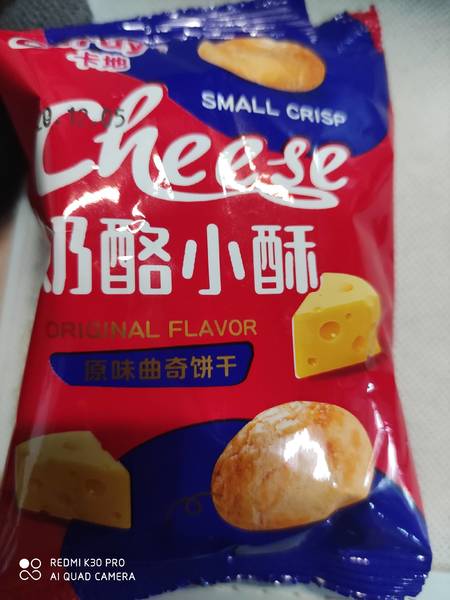 卡地
SMALL CRISP
Cheese
奶酪小酥
ORIGINAL FLAVOR
原味曲奇饼干
REDMI K30 PRO
AI QUAD CAMERA